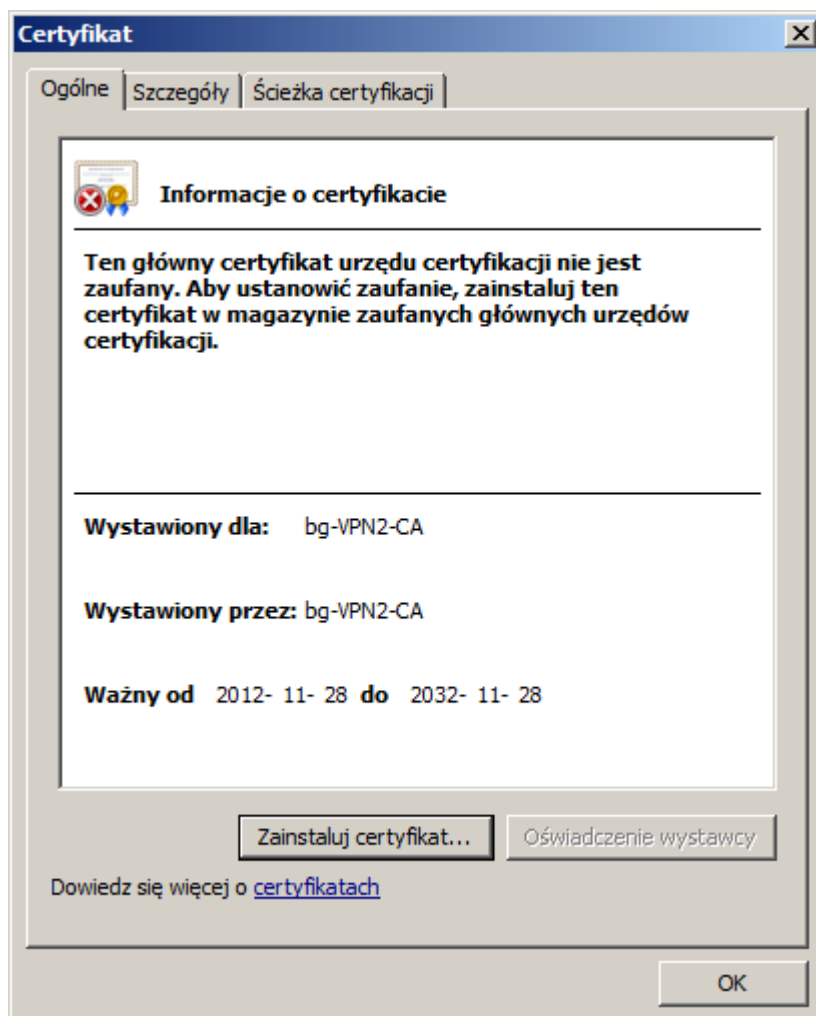 Certyfikat
Ogólne Szczegóły Ścieżka certyfikacji
Informacje o certyfikacie
Ten główny certyfikat urzędu certyfikacji nie jest
zaufany. Aby ustanowić zaufanie, zainstaluj ten
certyfikat w magazynie zaufanych głównych urzędów
certyfikacji.
Wystawiony dla: bg-VPN2-CA
Wystawiony przez: bg-VPN2-CA
Ważny od 2012- 11- 28 do 2032- 11- 28
Zainstaluj certyfikat... Oświadczenie wystawcy
Dowiedz się więcej o certyfikatach
OK